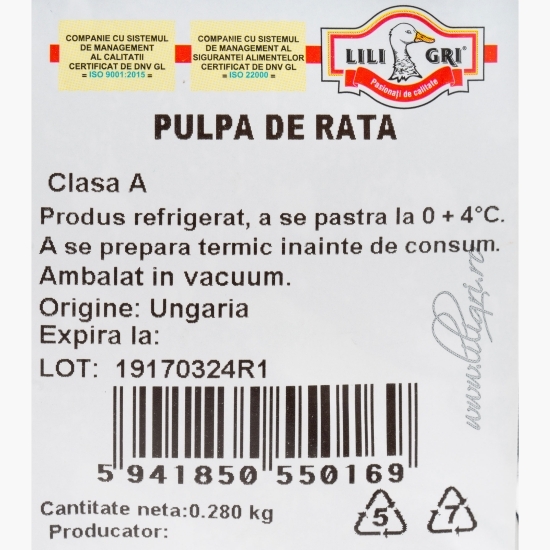 COMPANIE CU SISTEMUL
DE MANAGEMENT
AL CALITATII
CERTIFICAT DE DNV GL
= ISO 9001:2015 =
COMPANIE CU SISTEMUL
DE MANAGEMENT AL
SIGURANTEI ALIMENTELOR
CERTIFICAT DE DNV GL
= ISO 22000 =
LILI GRI®
Pasionați de calitate
PULPA DE RATA
Clasa A
Produs refrigerat, a se pastra la 0 + 4°C.
A se prepara termic inainte de consum.
Ambalat in vacuum.
Origine: Ungaria
Expira la:
LOT: 19170324R1
www.liligri.ro
5 941850 550169
Cantitate neta:0.280 kg
Producator:
5
7